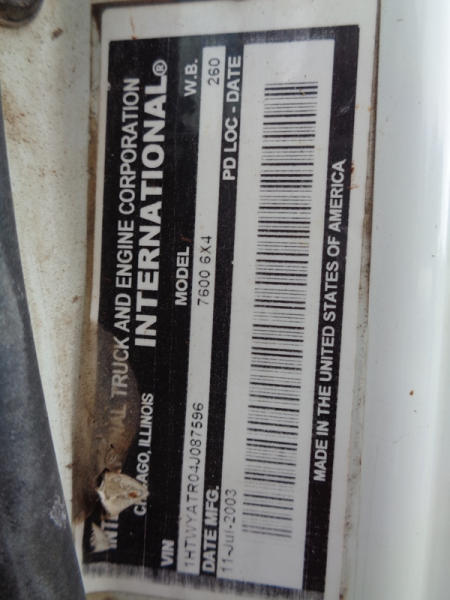 TRUCK AND ENGINE CORPORATION
CHICAGO, ILLINOIS INTERNATIONAL®
VIN MODEL W.B.
1HTWYATR04J087596 7600 6X4 260
DATE MFG. PD LOC - DATE
11-Jul-2003
MADE IN THE UNITED STATES OF AMERICA